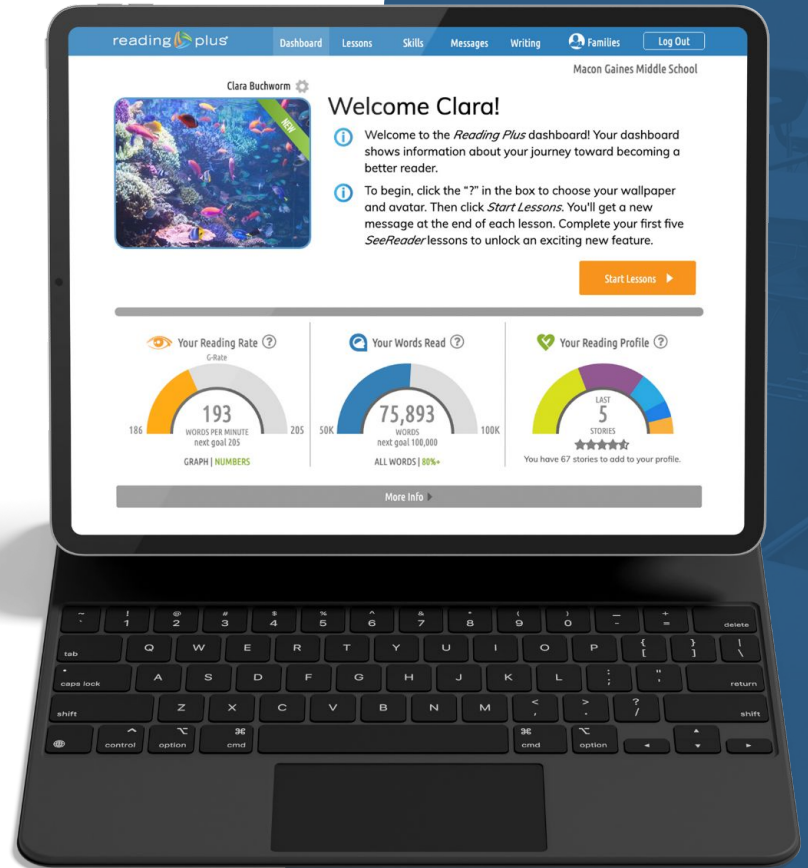 reading plus
Dashboard Lessons Skills Messages Writing Families Log Out
Macon Gaines Middle School
Clara Buchworm
NEW
Welcome Clara!
Welcome to the Reading Plus dashboard! Your dashboard
shows information about your journey toward becoming a
better reader.
To begin, click the "?" in the box to choose your wallpaper
and avatar. Then click Start Lessons. You'll get a new
message at the end of each lesson. Complete your first five
SeeReader lessons to unlock an exciting new feature.
Start Lessons
Your Reading Rate ?
G-Rate
193
186 WORDS PER MINUTE 205
next goal 205
GRAPH | NUMBERS
Your Words Read ?
75,893
50K WORDS 100K
next goal 100,000
ALL WORDS | 80%+
Your Reading Profile ?
LAST
5
STORIES
You have 67 stories to add to your profile.
More Info
~ ! @ # $ % ^ & * ( ) — +
` 1 2 3 4 5 6 7 8 9 0 - = delete
tab Q W E R T Y U I O P { [ } ] | \
caps lock A S D F G H J K L : ; " ' return
shift Z X C V B N M < , > . ? / shift
^ control ⌥ option ⌘ cmd ⌘ cmd ⌥ option